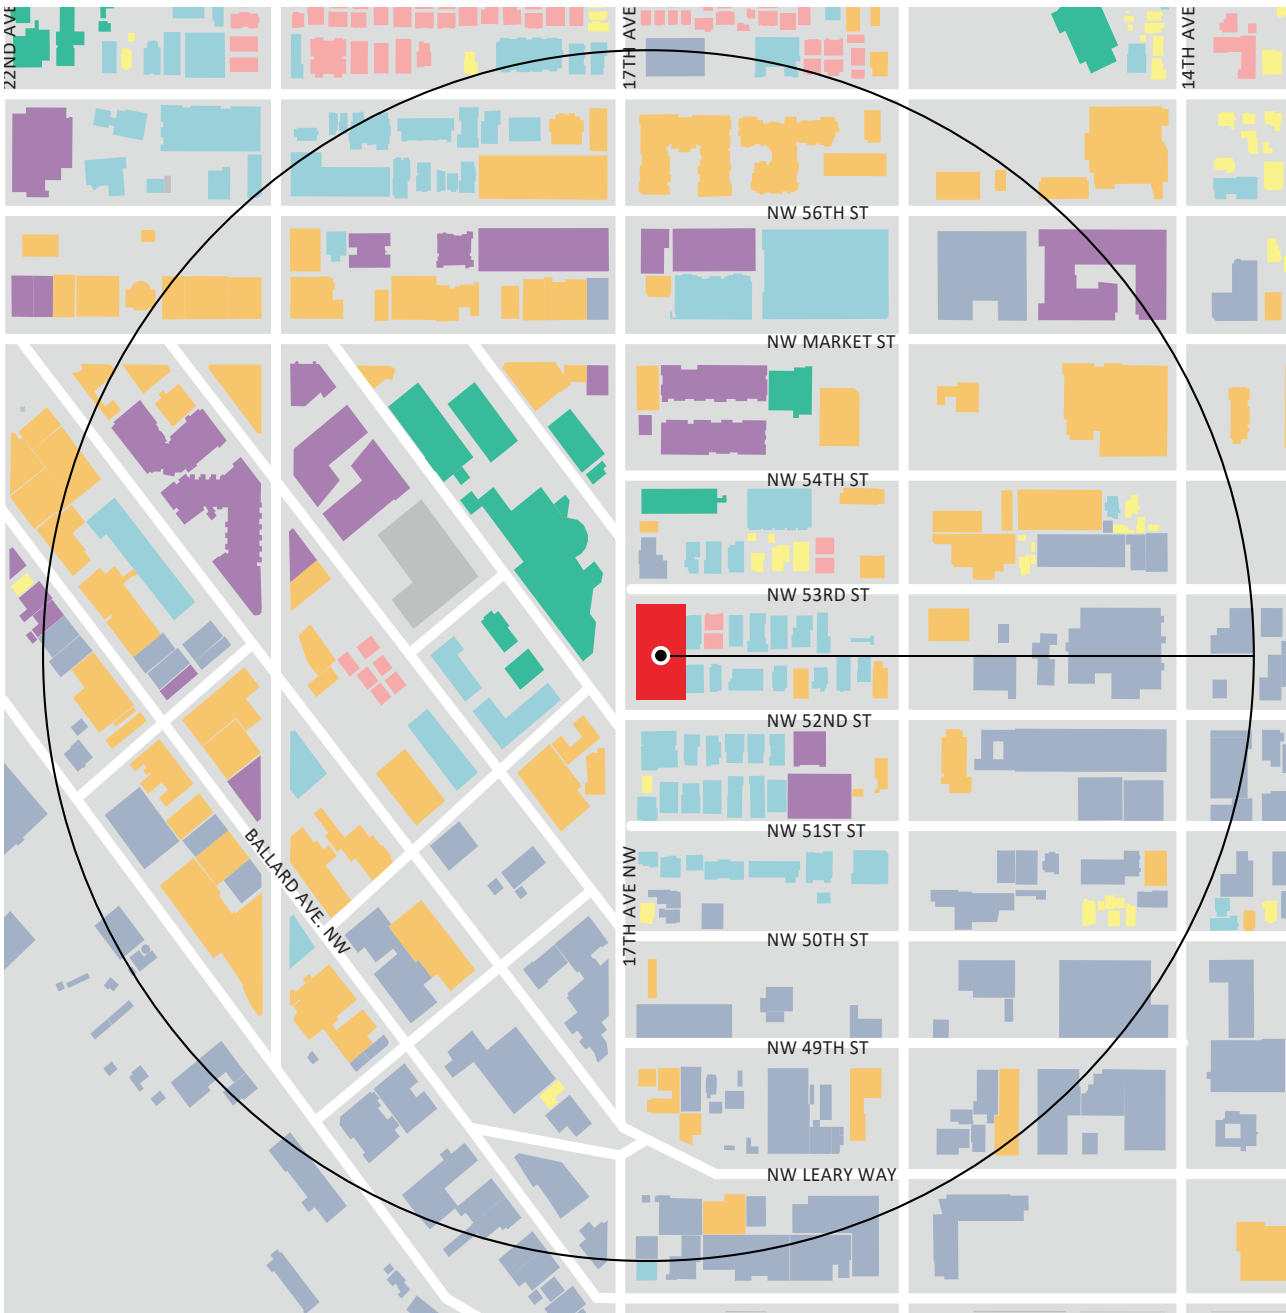 22ND AVE
17TH AVE
14TH AVE
NW 56TH ST
NW MARKET ST
NW 54TH ST
NW 53RD ST
NW 52ND ST
NW 51ST ST
BALLARD AVE. NW
17TH AVE NW
NW 50TH ST
NW 49TH ST
NW LEARY WAY